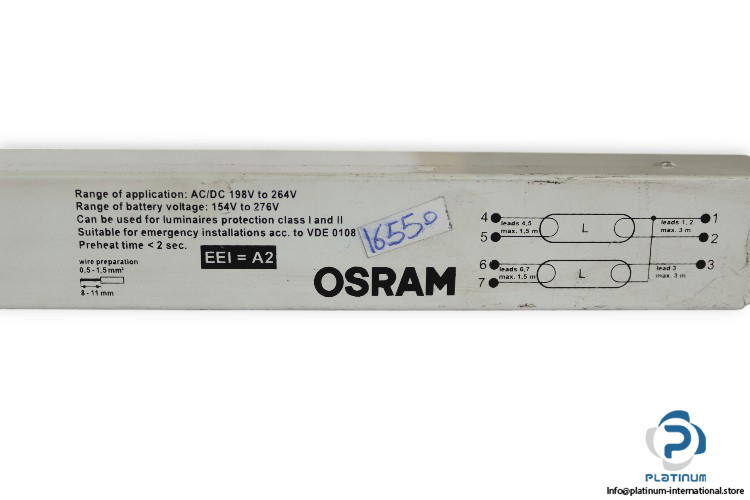 Range of application: AC/DC 198V to 264V
Range of battery voltage: 154V to 276V
Can be used for luminaires protection class I and II
Suitable for emergency installations acc. to VDE 0108
Preheat time < 2 sec.
EEI = A2
wire preparation
0,5 - 1,5 mm²
8 - 11 mm
16550
OSRAM
4
leads 4,5
max. 1,5 m
5
L
leads 1, 2
max. 3 m
1
2
6
leads 6,7
max. 1,5 m
7
L
lead 3
max. 3 m
3
PLATINUM
Info@platinum-international.store